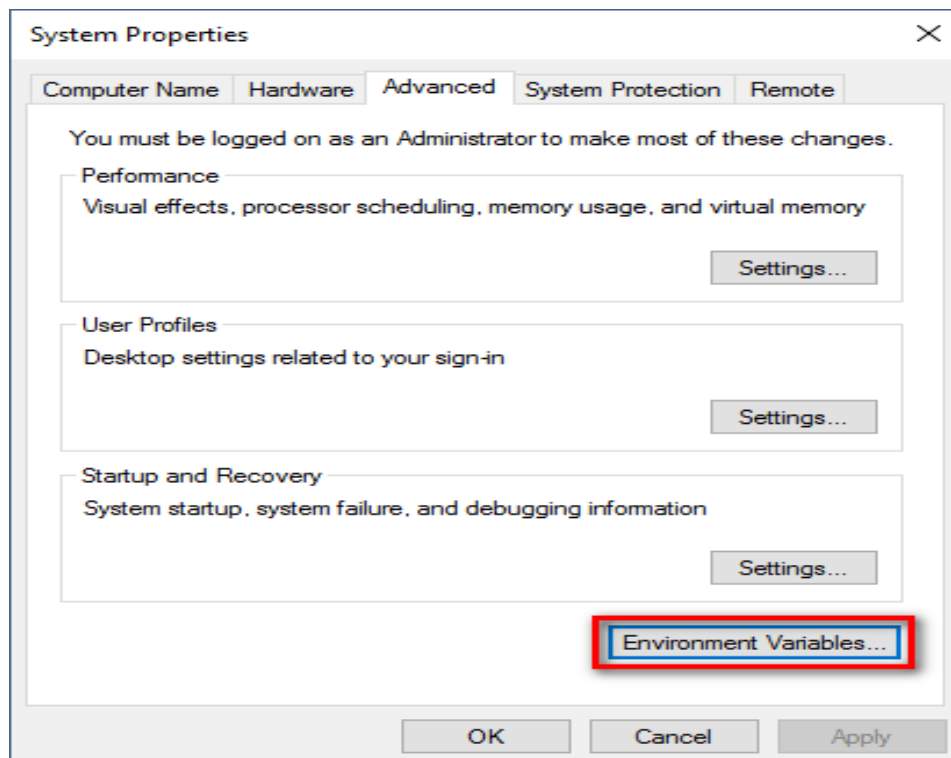 System Properties
Computer Name Hardware Advanced System Protection Remote
You must be logged on as an Administrator to make most of these changes.
Performance
Visual effects, processor scheduling, memory usage, and virtual memory
Settings...
User Profiles
Desktop settings related to your sign-in
Settings...
Startup and Recovery
System startup, system failure, and debugging information
Settings...
Environment Variables...
OK Cancel Apply